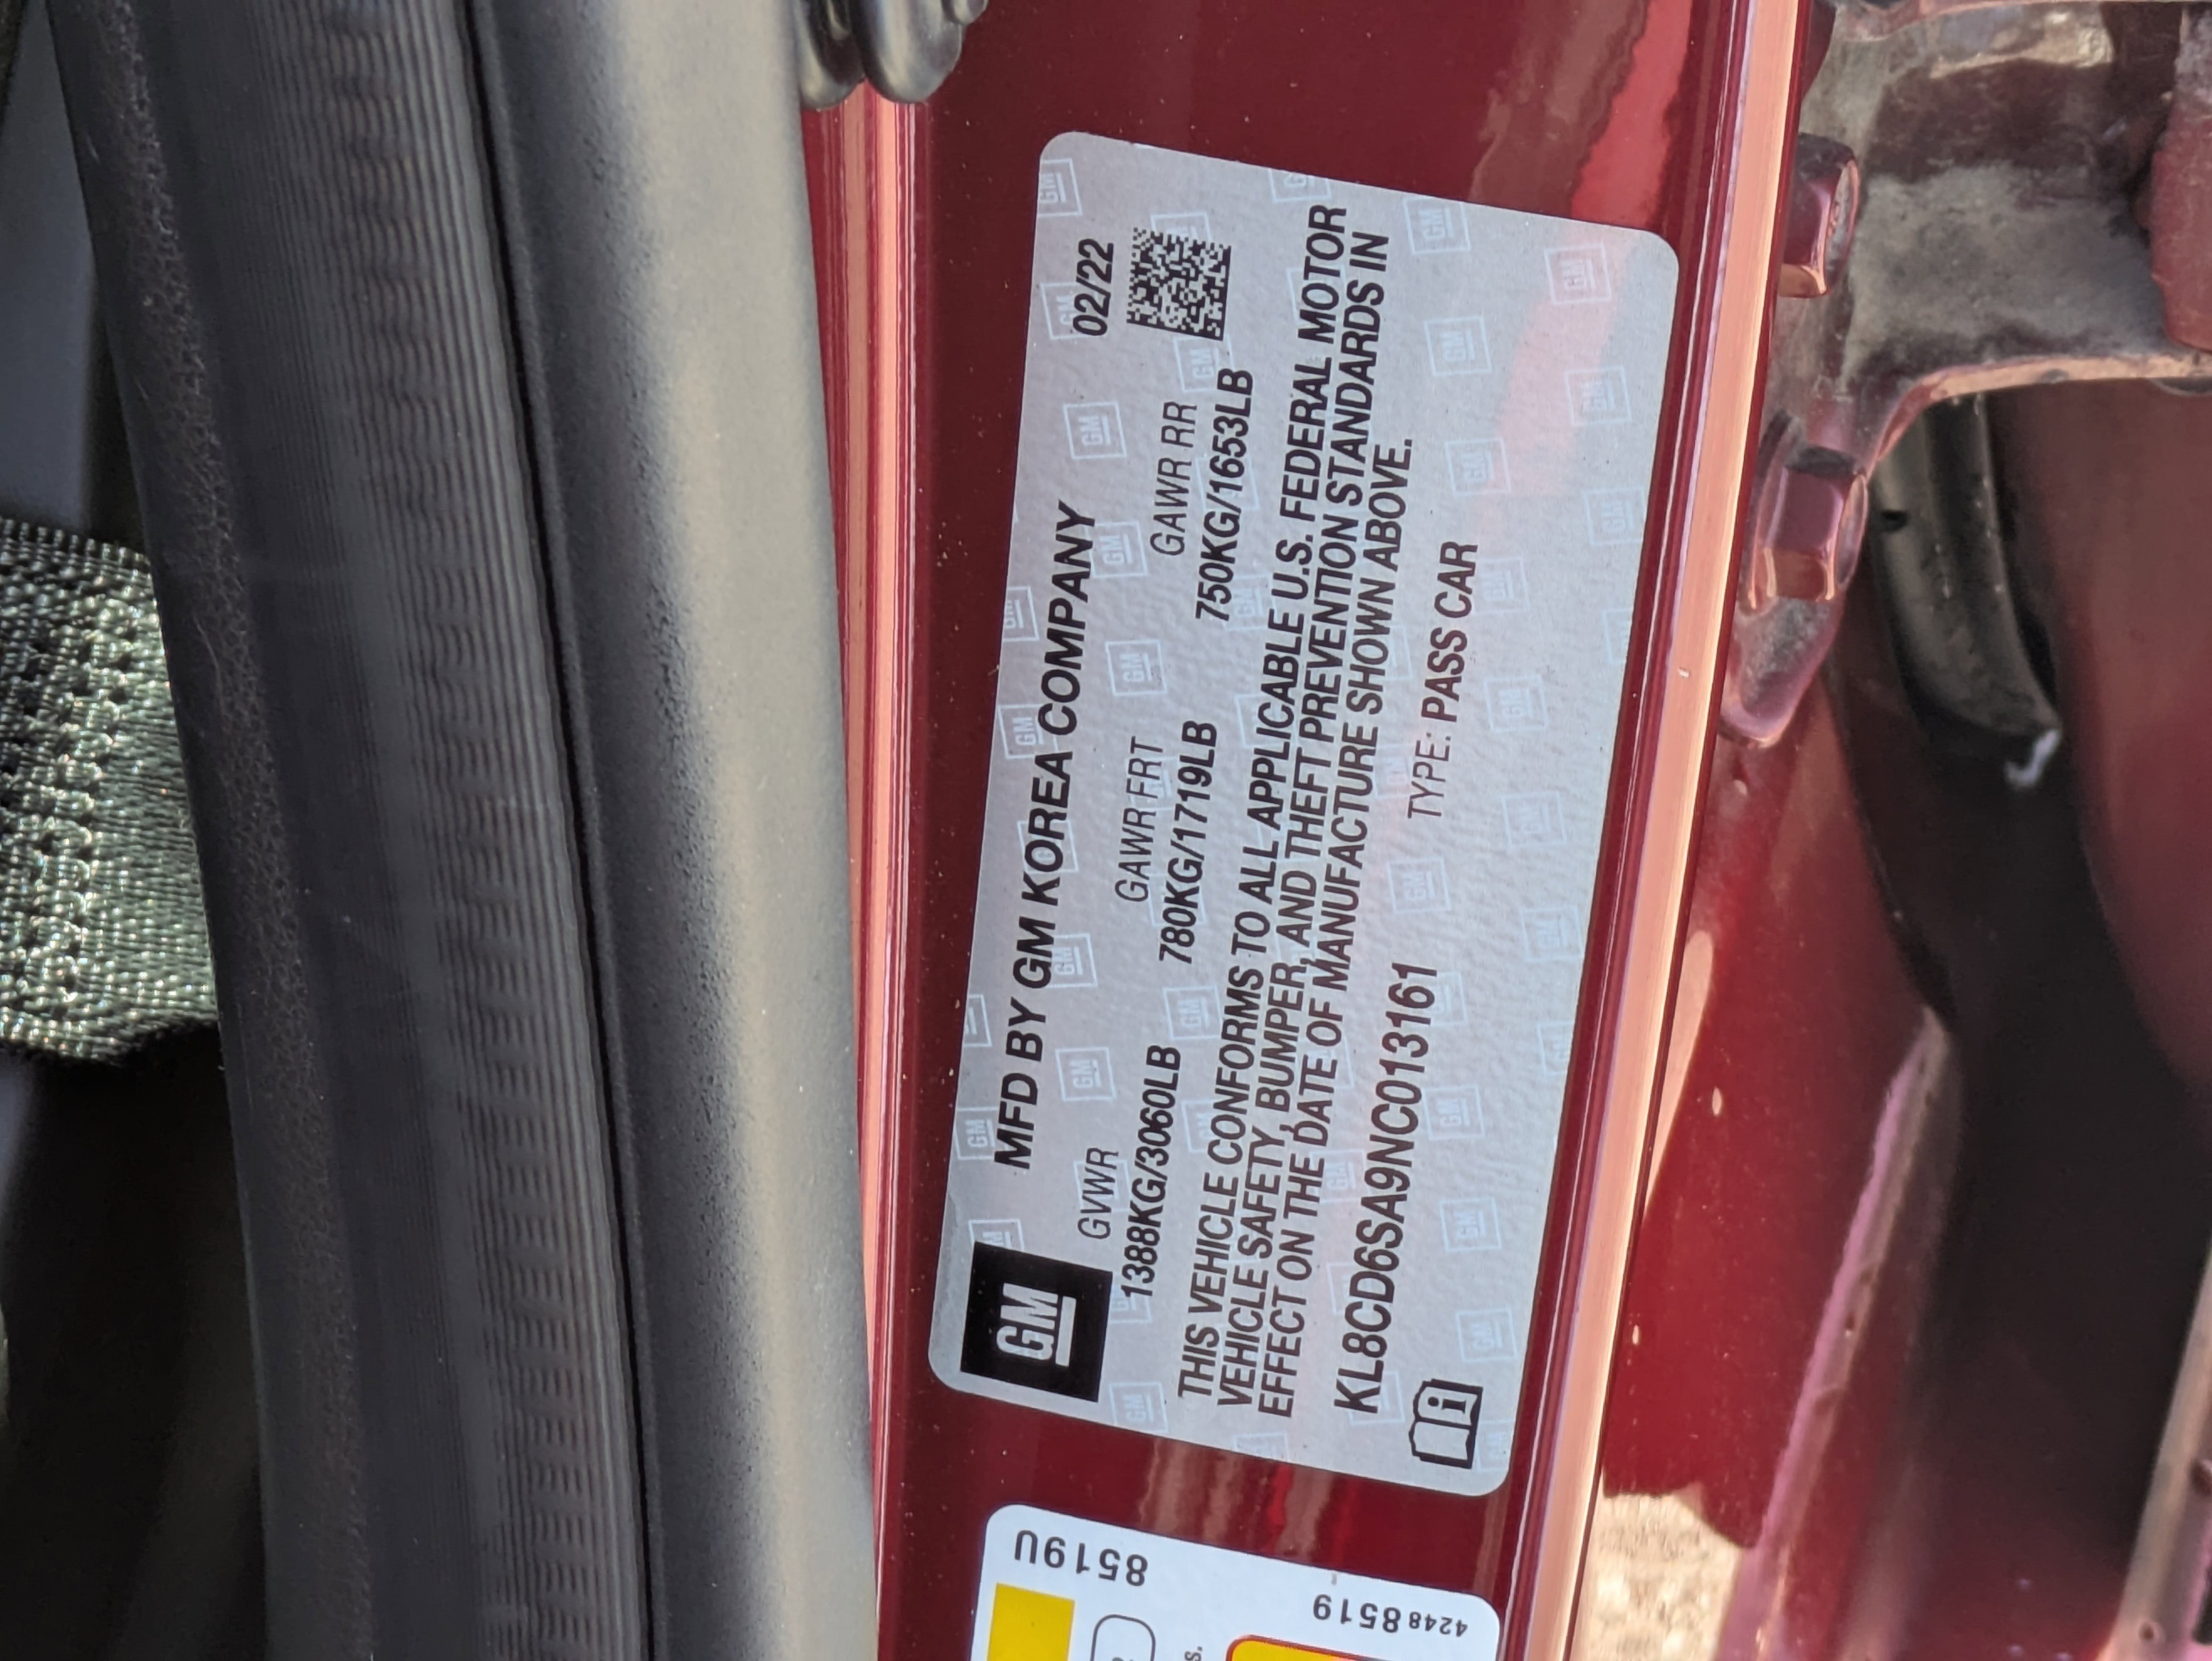 GM
MFD BY GM KOREA COMPANY 02/22
GVWR GAWR FRT GAWR RR
1388KG/3060LB 780KG/1719LB 750KG/1653LB
THIS VEHICLE CONFORMS TO ALL APPLICABLE U.S. FEDERAL MOTOR
VEHICLE SAFETY, BUMPER, AND THEFT PREVENTION STANDARDS IN
EFFECT ON THE DATE OF MANUFACTURE SHOWN ABOVE.
KL8CD6SA9NC013161 TYPE: PASS CAR
8519U
42488519